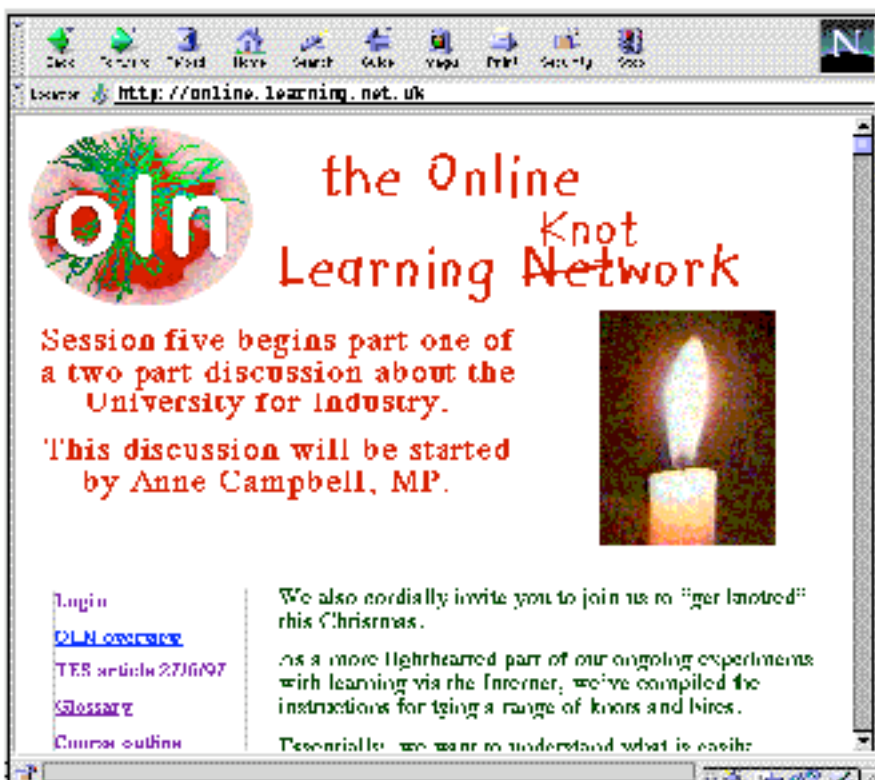 Back Forward Reload Home Search Guide Images Print Security Stop
N
Location http://online.learning.net.uk
oln
the Online
Knot
Learning Network
Session five begins part one of
a two part discussion about the
University for Industry.
This discussion will be started
by Anne Campbell, MP.
Login
OLN overview
TES article 27/6/97
Glossary
Course outline
We also cordially invite you to join us to "get knotted"
this Christmas.
As a more lighthearted part of our ongoing experiments
with learning via the Internet, we've compiled the
instructions for tying a range of knots and hires.
Essentially, we want to understand what is easily